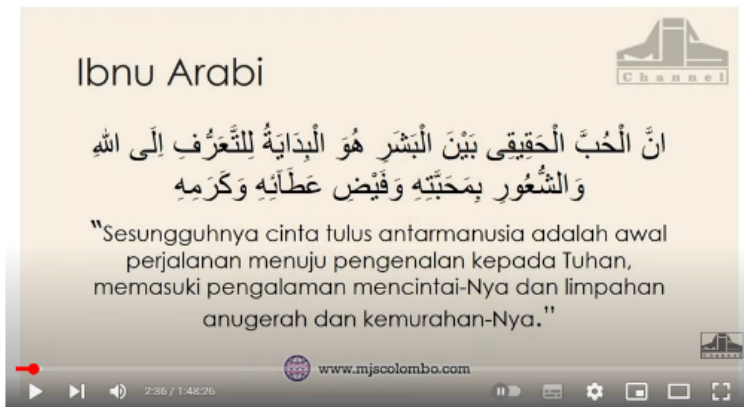 Ibnu Arabi
Channel
انَّ الْحُبَّ الْحَقِيقِى بَيْنَ الْبَشَرِ هُوَ الْبِدَايَةُ لِلتَّعَرُّفِ اِلَى اللهِ
وَالشُّعُورِ بِمَحَبَّتِهِ وَفَيْضِ عَطَآئِهِ وَكَرَمِهِ
"Sesungguhnya cinta tulus antarmanusia adalah awal
perjalanan menuju pengenalan kepada Tuhan,
memasuki pengalaman mencintai-Nya dan limpahan
anugerah dan kemurahan-Nya."
www.mjscolombo.com
2:36 / 1:48:26